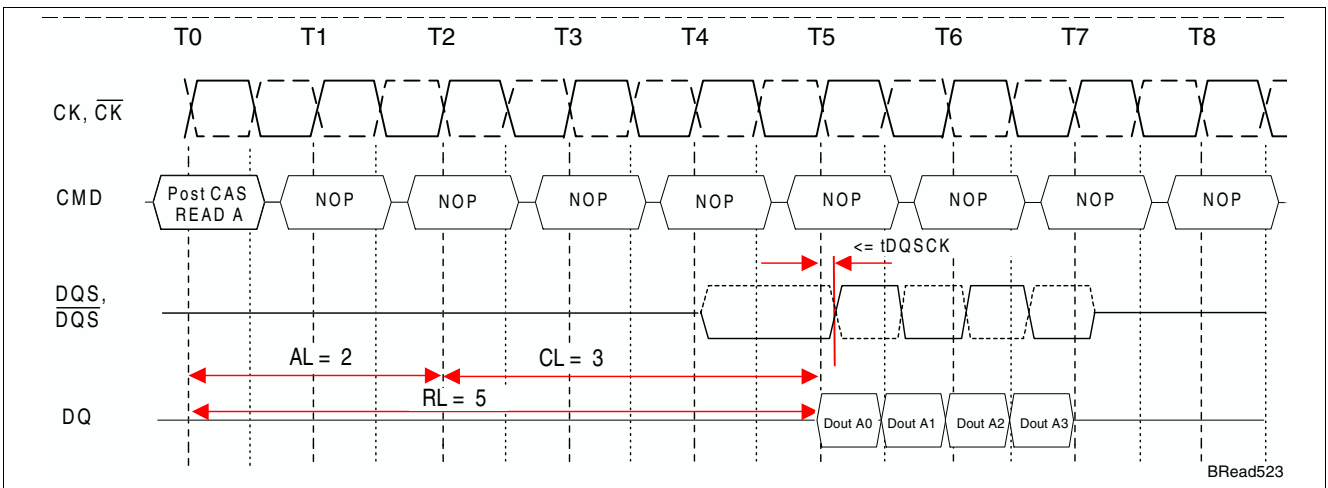 T0 T1 T2 T3 T4 T5 T6 T7 T8
CK, CK
CMD
Post CAS
READ A
NOP NOP NOP NOP NOP NOP NOP NOP
<= tDQSCK
DQS,
DQS
AL = 2
CL = 3
RL = 5
DQ
Dout A0 Dout A1 Dout A2 Dout A3
BRead523